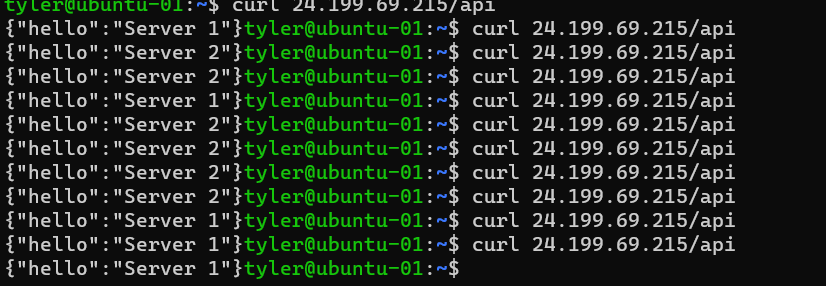 tyler@ubuntu-01:~$ curl 24.199.69.215/api
{"hello":"Server 1"}tyler@ubuntu-01:~$ curl 24.199.69.215/api
{"hello":"Server 2"}tyler@ubuntu-01:~$ curl 24.199.69.215/api
{"hello":"Server 2"}tyler@ubuntu-01:~$ curl 24.199.69.215/api
{"hello":"Server 1"}tyler@ubuntu-01:~$ curl 24.199.69.215/api
{"hello":"Server 2"}tyler@ubuntu-01:~$ curl 24.199.69.215/api
{"hello":"Server 2"}tyler@ubuntu-01:~$ curl 24.199.69.215/api
{"hello":"Server 2"}tyler@ubuntu-01:~$ curl 24.199.69.215/api
{"hello":"Server 2"}tyler@ubuntu-01:~$ curl 24.199.69.215/api
{"hello":"Server 1"}tyler@ubuntu-01:~$ curl 24.199.69.215/api
{"hello":"Server 1"}tyler@ubuntu-01:~$ curl 24.199.69.215/api
{"hello":"Server 1"}tyler@ubuntu-01:~$